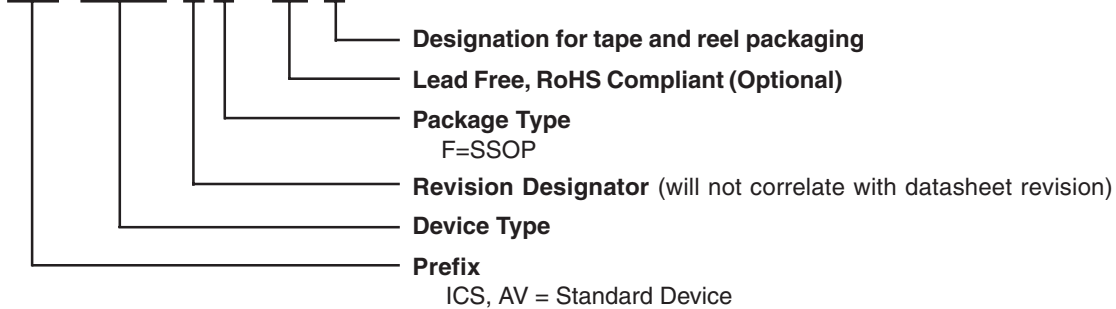 Designation for tape and reel packaging
Lead Free, RoHS Compliant (Optional)
Package Type
F=SSOP
Revision Designator (will not correlate with datasheet revision)
Device Type
Prefix
ICS, AV = Standard Device